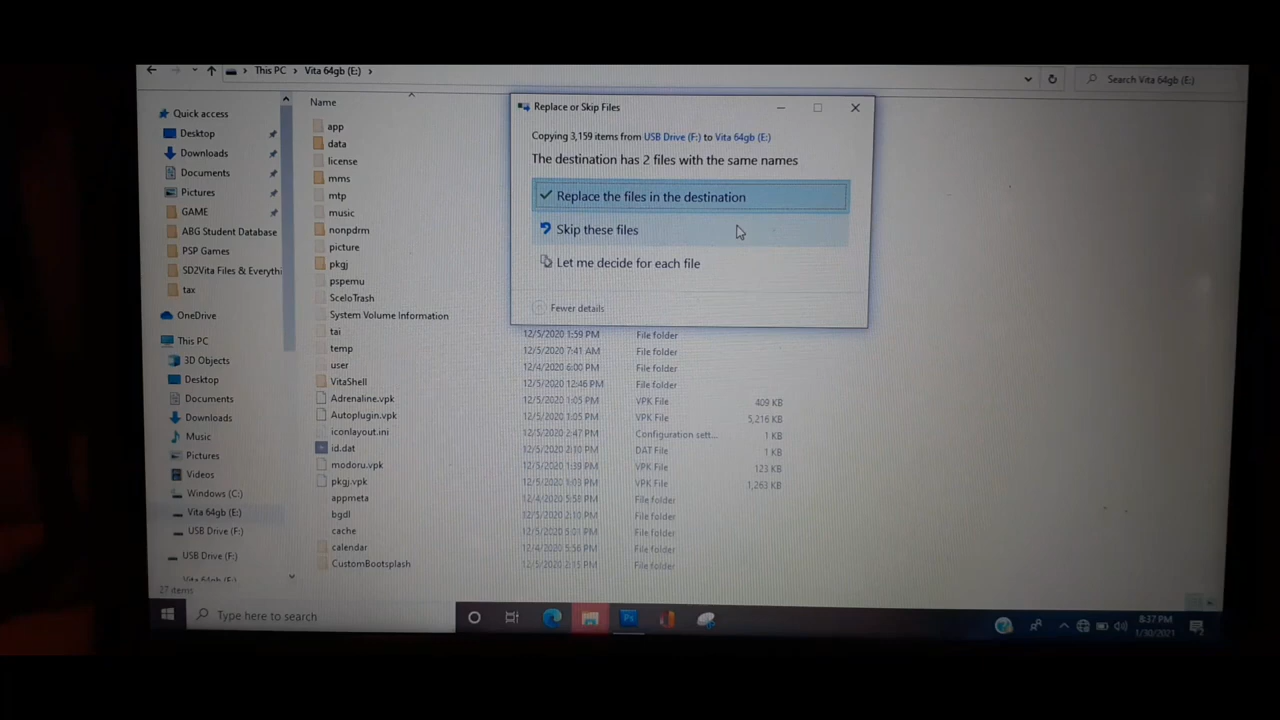 This PC > Vita 64gb (E:) >
Search Vita 64gb (E:)
Quick access
Desktop
Downloads
Documents
Pictures
GAME
ABG Student Database
PSP Games
SD2Vita Files & Everythi
tax
OneDrive
This PC
3D Objects
Desktop
Documents
Downloads
Music
Pictures
Videos
Windows (C:)
Vita 64gb (E:)
USB Drive (F:)
USB Drive (F:)
Vita 64gb (E:)
27 items
Name
app
data
license
mms
mtp
music
nonpdrm
picture
pkgj
pspemu
SceIoTrash
System Volume Information
tai 12/5/2020 1:59 PM File folder
temp 12/5/2020 7:41 AM File folder
user 12/4/2020 6:00 PM File folder
VitaShell 12/5/2020 12:46 PM File folder
Adrenaline.vpk 12/5/2020 1:05 PM VPK File 409 KB
Autoplugin.vpk 12/5/2020 1:05 PM VPK File 5,216 KB
iconlayout.ini 12/5/2020 2:47 PM Configuration sett... 1 KB
id.dat 12/5/2020 2:10 PM DAT File 1 KB
modoru.vpk 12/5/2020 1:39 PM VPK File 123 KB
pkgj.vpk 12/5/2020 1:03 PM VPK File 1,263 KB
appmeta 12/4/2020 5:58 PM File folder
bgdl 12/5/2020 2:10 PM File folder
cache 12/5/2020 5:01 PM File folder
calendar 12/4/2020 5:56 PM File folder
CustomBootsplash 12/5/2020 2:15 PM File folder
Replace or Skip Files
Copying 3,159 items from USB Drive (F:) to Vita 64gb (E:)
The destination has 2 files with the same names
Replace the files in the destination
Skip these files
Let me decide for each file
Fewer details
Type here to search
Ps
8:37 PM
1/30/2021